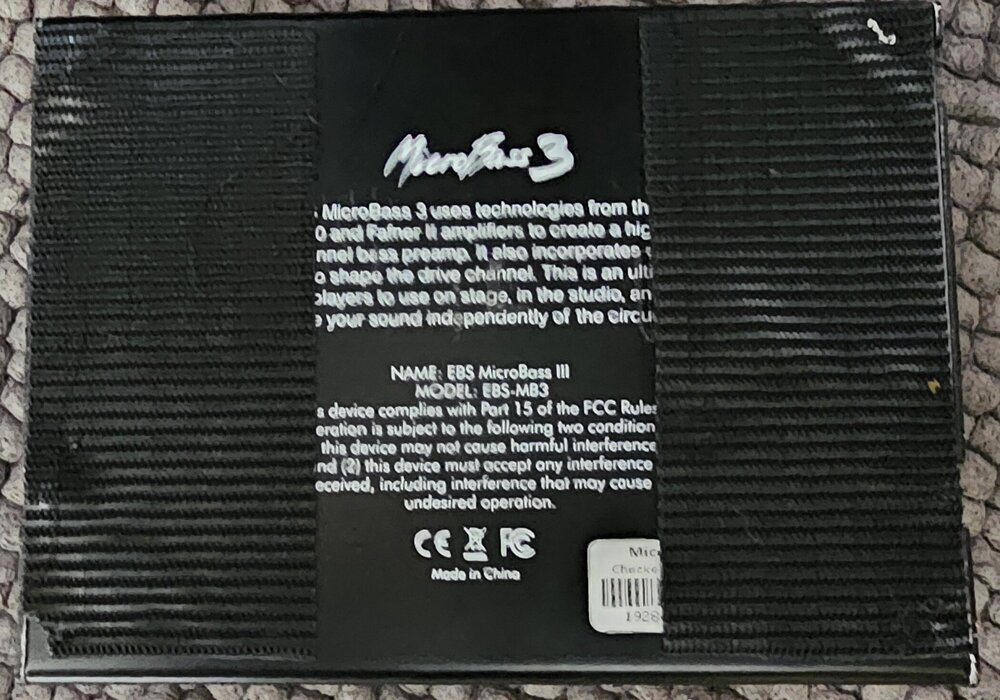 MicroBass 3
MicroBass 3 uses technologies from th
0 and Fafner II amplifiers to create a hig
nnel bass preamp. It also incorporates
o shape the drive channel. This is an ulti
players to use on stage, in the studio, an
e your sound independently of the circu
NAME: EBS MicroBass III
MODEL: EBS-MB3
s device complies with Part 15 of the FCC Rules
eration is subject to the following two condition
this device may not cause harmful interference
nd (2) this device must accept any interference
eceived, including interference that may cause
undesired operation.
CE FC
Made in China
Mic
Checke
1928